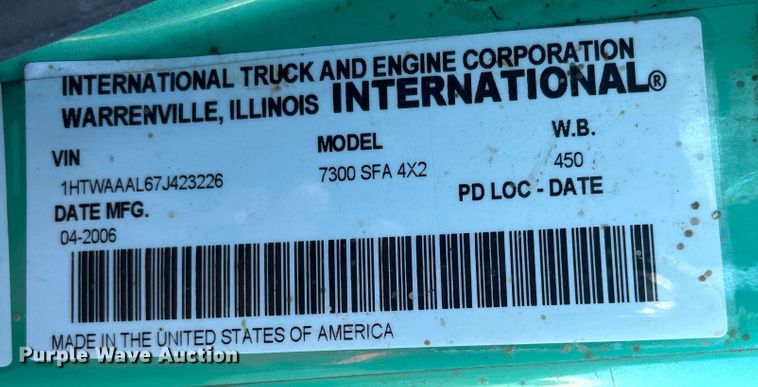 INTERNATIONAL TRUCK AND ENGINE CORPORATION
WARRENVILLE, ILLINOIS INTERNATIONAL®
VIN MODEL W.B.
1HTWAAAL67J423226 7300 SFA 4X2 450
DATE MFG. PD LOC - DATE
04-2006
MADE IN THE UNITED STATES OF AMERICA
Purple Wave Auction